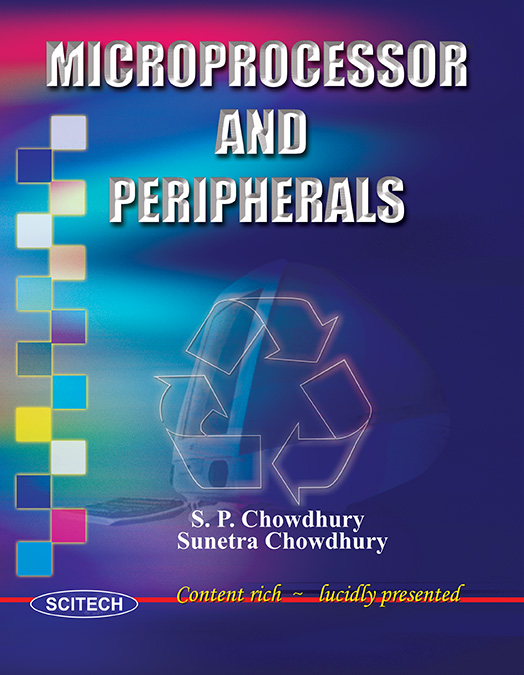 MICROPROCESSOR
AND
PERIPHERALS
S. P. Chowdhury
Sunetra Chowdhury
Content rich ~ lucidly presented
SCITECH